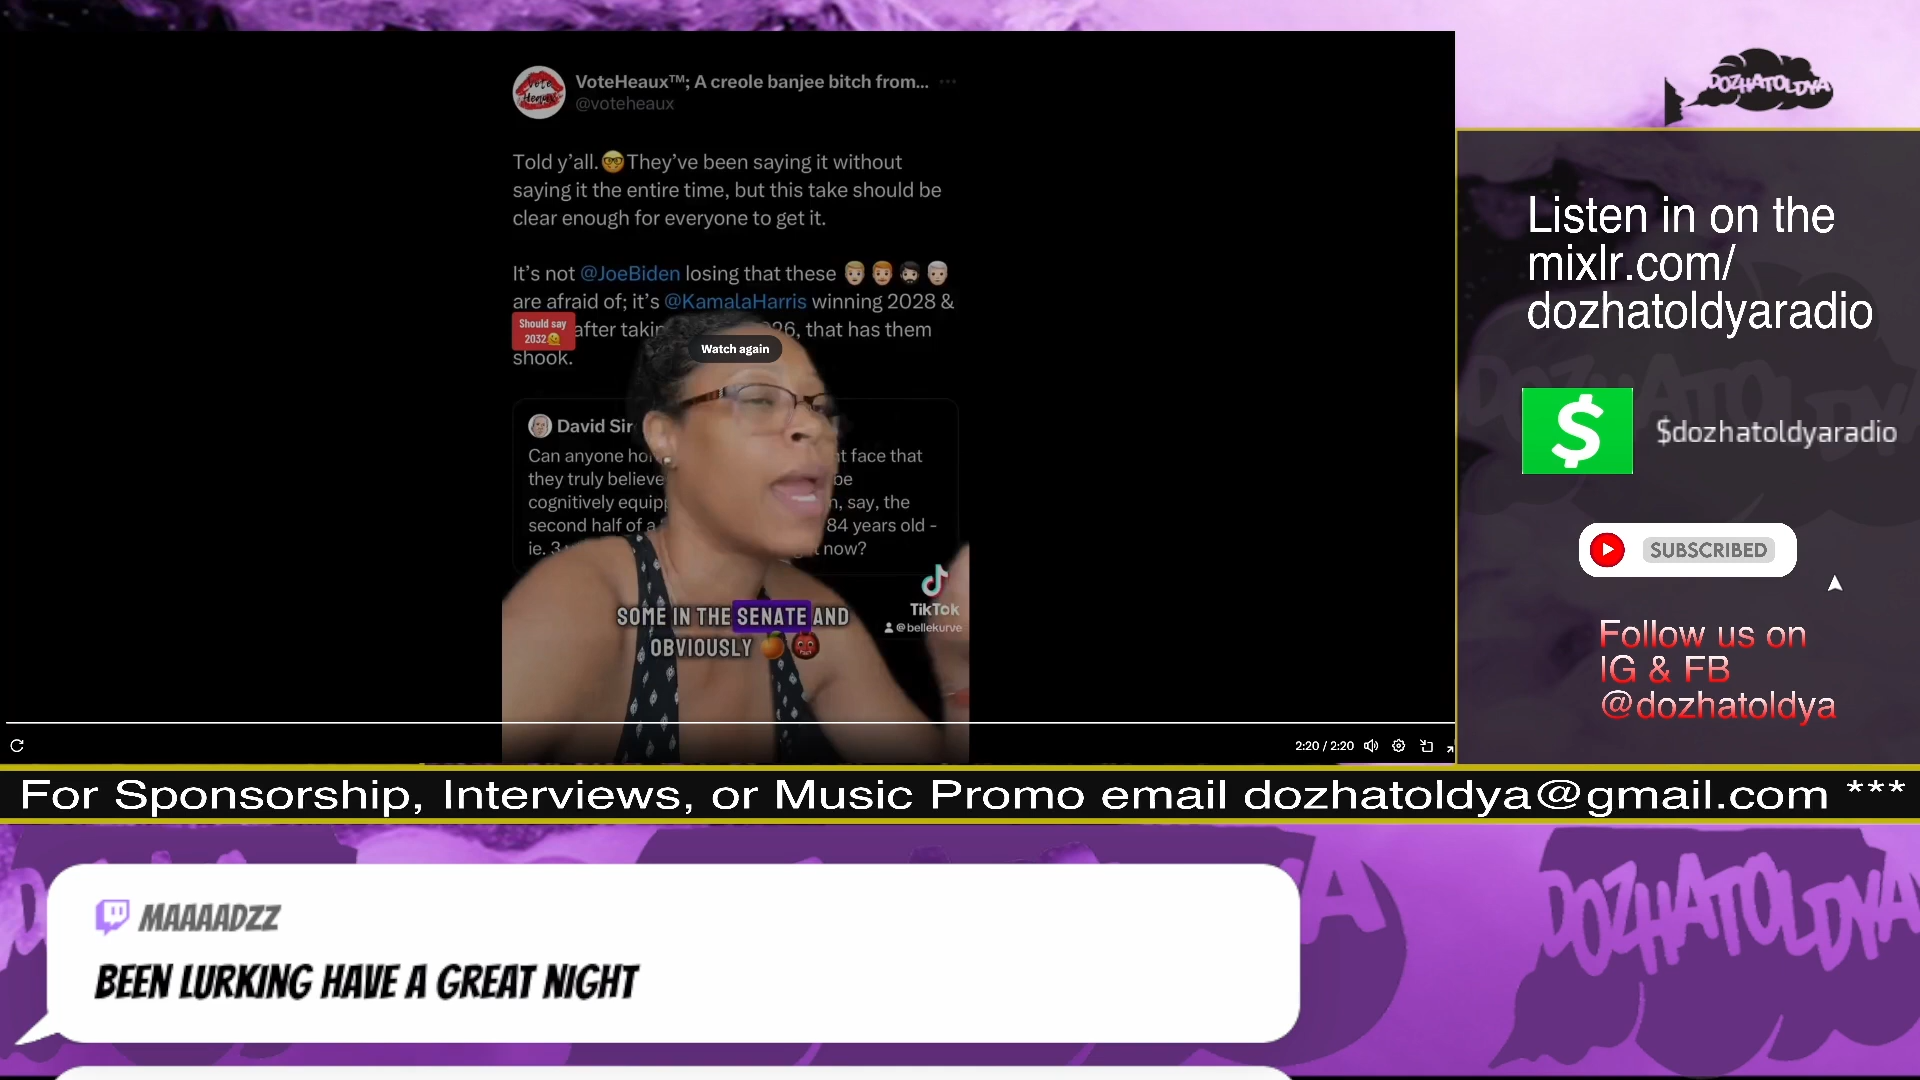 VoteHeaux™; A creole banjee bitch from... ...
@voteheaux
DOZHATOLDYA
Told y'all.🤓They've been saying it without
saying it the entire time, but this take should be
clear enough for everyone to get it.
It's not @JoeBiden losing that these
are afraid of; it's @KamalaHarris winning 2028 &
Should say
2032
after
that has them
shook.
Watch again
David
Can anyone
face that
they truly believe
be
cognitively
say, the
second half of a
84 years old -
ie. 3
now?
TikTok
@bellekurve
SOME IN THE SENATE AND
OBVIOUSLY 🍊👹
2:20 / 2:20
Listen in on the
mixlr.com/
dozhatoldyaradio
$
$dozhatoldyaradio
SUBSCRIBED
Follow us on
IG & FB
@dozhatoldya
For Sponsorship, Interviews, or Music Promo email dozhatoldya@gmail.com ***
MAAAADZZ
BEEN LURKING HAVE A GREAT NIGHT
DOZHATOLDYA